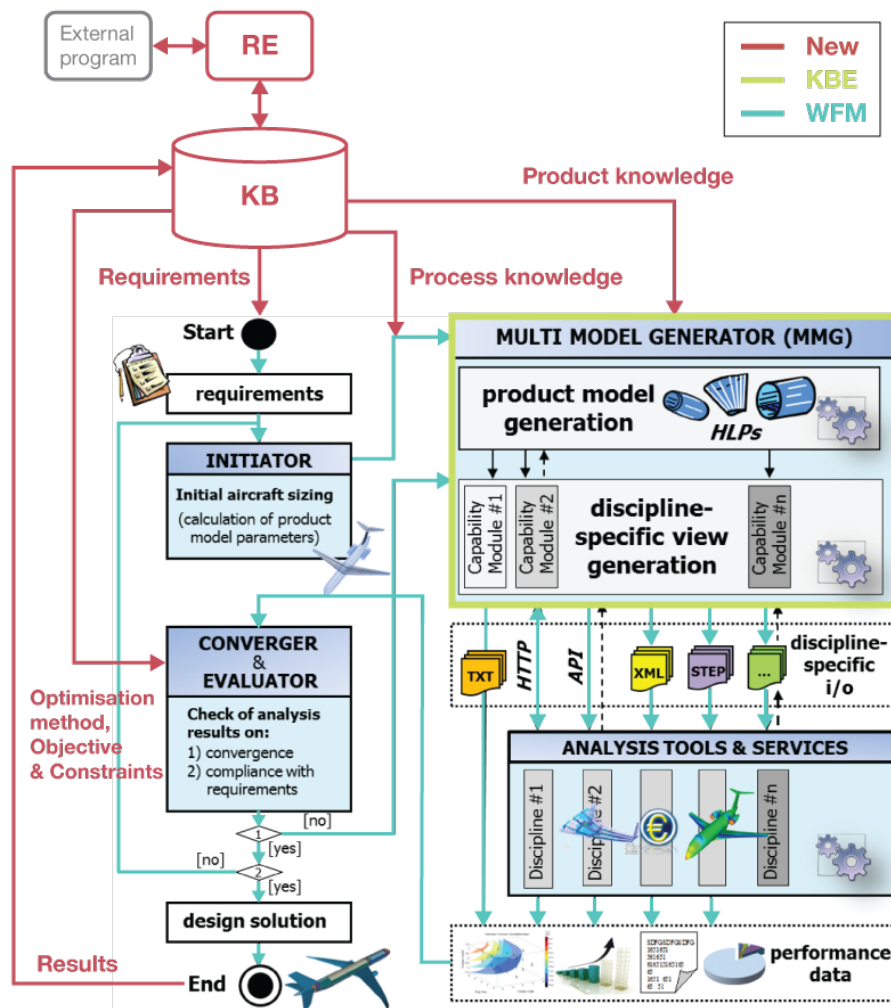 External
program
RE
New
KBE
WFM
KB
Product knowledge
Requirements
Process knowledge
Start
requirements
INITIATOR
Initial aircraft sizing
(calculation of product
model parameters)
MULTI MODEL GENERATOR (MMG)
product model
generation
HLPs
Capability
Module #1
Capability
Module #2
discipline-
specific view
generation
Capability
Module #n
CONVERGER
&
EVALUATOR
Check of analysis
results on:
1) convergence
2) compliance with
requirements
Optimisation
method,
Objective
& Constraints
TXT
HTTP
API
XML
STEP
...
discipline-
specific
i/o
ANALYSIS TOOLS & SERVICES
Discipline #1
Discipline #2
€
Discipline #n
1
[no]
[yes]
2
[no]
[yes]
design solution
End
Results
performance
data